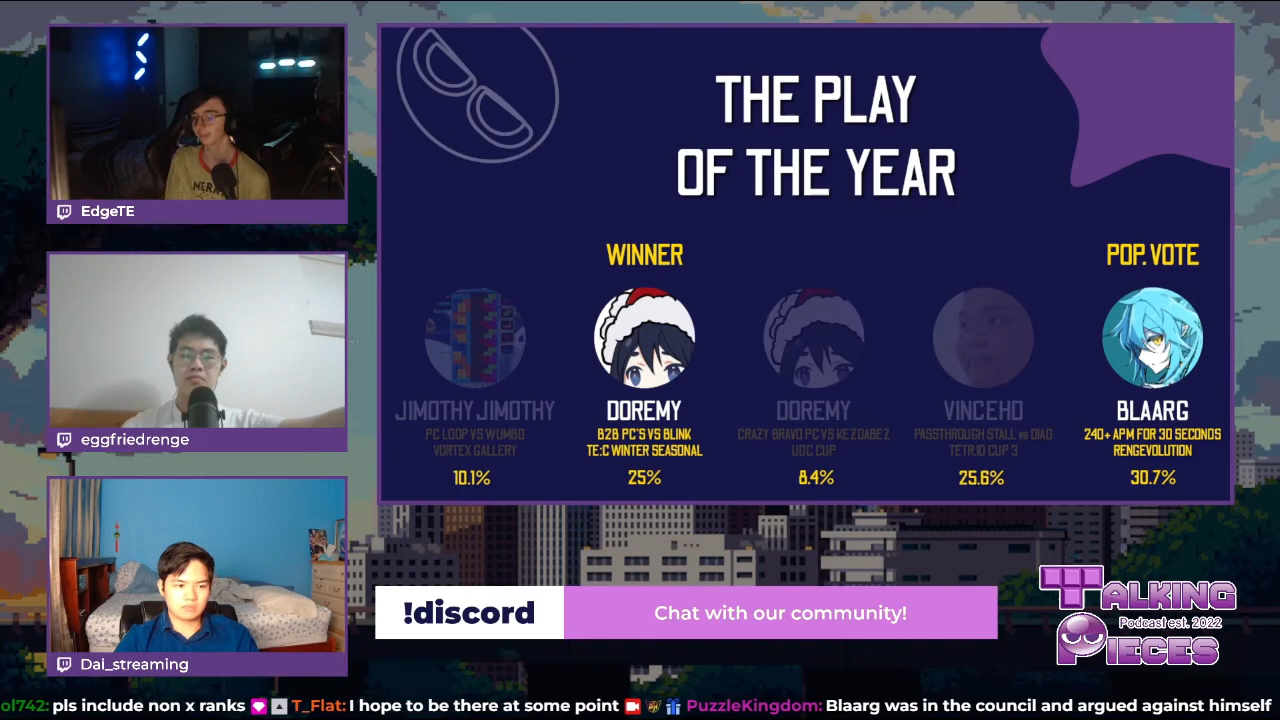 THE PLAY
OF THE YEAR
WINNER
POP. VOTE
JIMOTHY JIMOTHY
PC LOOP VS WUMBO
VORTEX GALLERY
10.1%
DOREMY
B2B PC'S VS BLINK
TE:C WINTER SEASONAL
25%
DOREMY
CRAZY BRAVO PC VS KEZDABEZ
UDC CUP
8.4%
VINCEHD
PASSTHROUGH STALL vs DIAO
TETR.IO CUP 3
25.6%
BLAARG
240+ APM FOR 30 SECONDS
RENGEVOLUTION
30.7%
EdgeTE
eggfriedrenge
Dai_streaming
!discord
Chat with our community!
TALKING
Podcast est. 2022
PIECES
ol742: pls include non x ranks T_Flat: I hope to be there at some point PuzzleKingdom: Blaarg was in the council and argued against himself